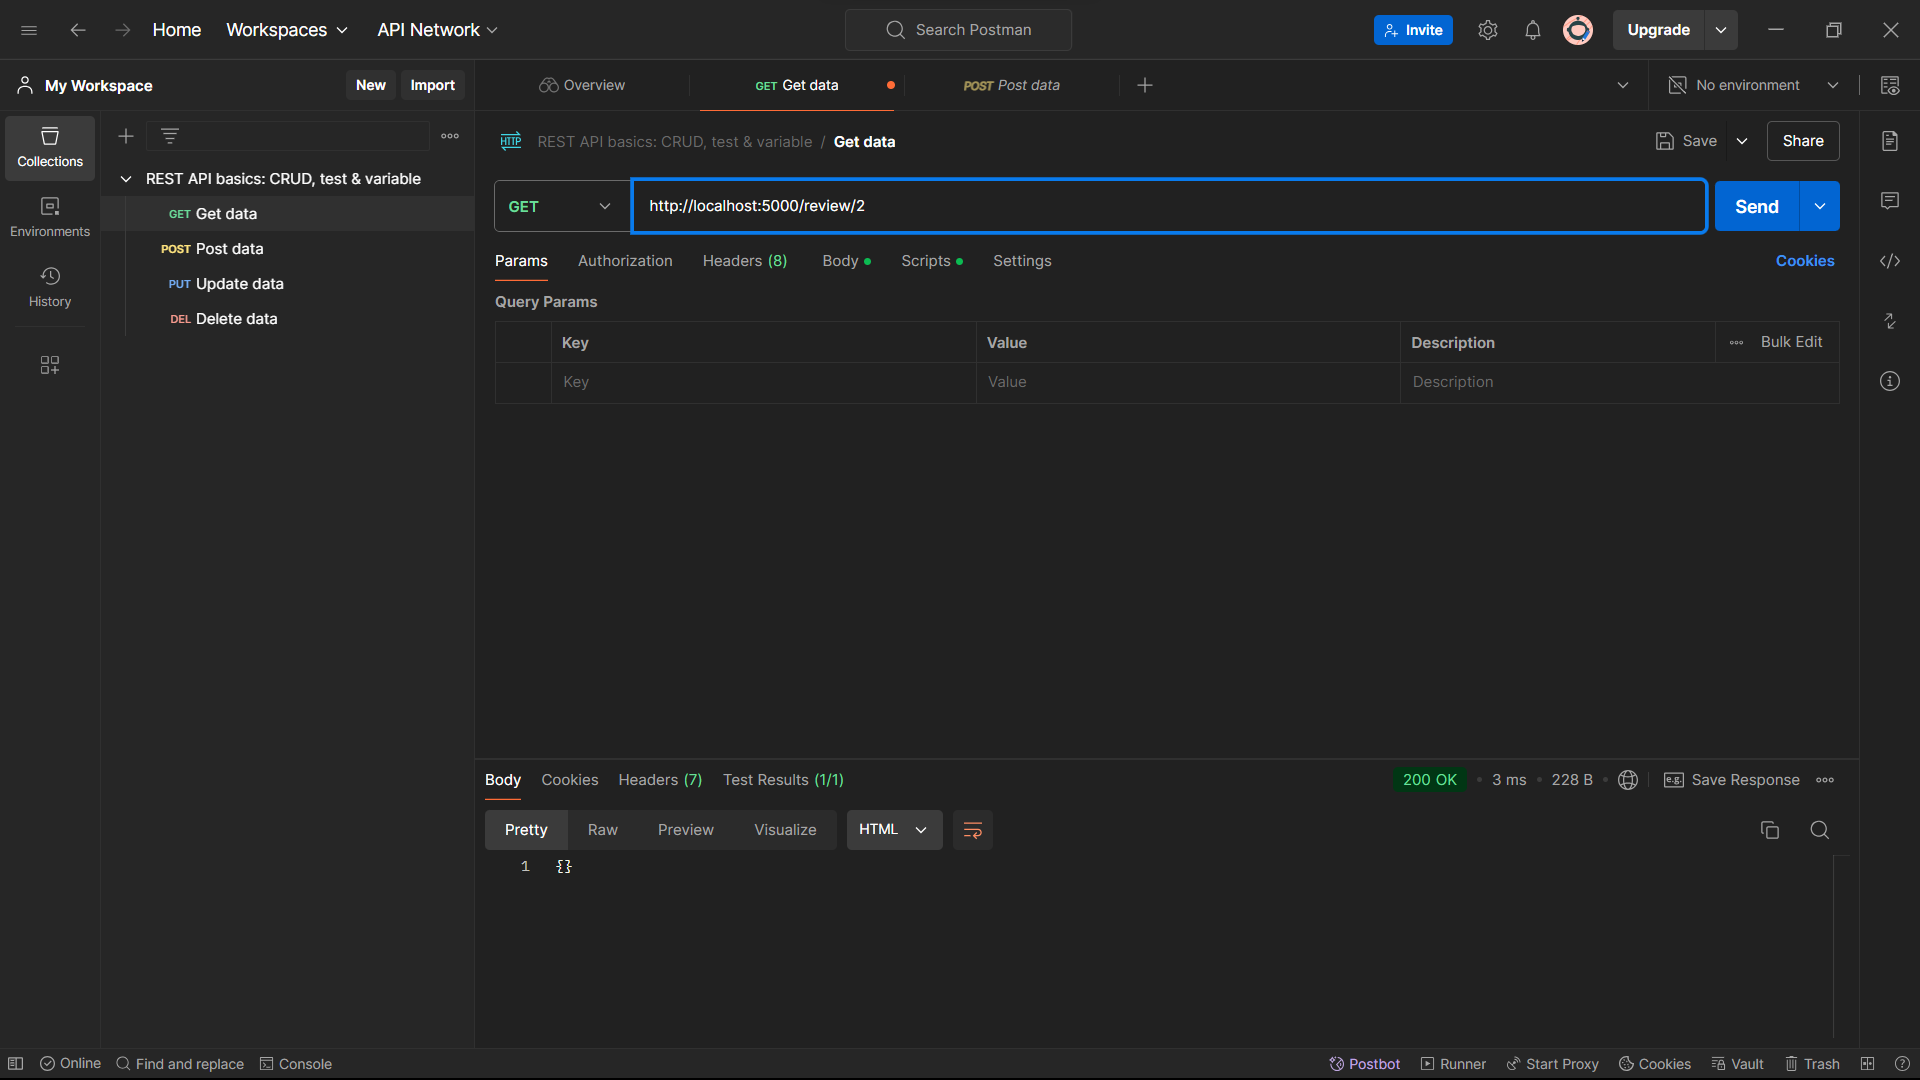 Home Workspaces API Network Search Postman Invite Upgrade
My Workspace New Import Overview GET Get data POST Post data No environment
Collections
Environments
History
REST API basics: CRUD, test & variable
GET Get data
POST Post data
PUT Update data
DEL Delete data
HTTP REST API basics: CRUD, test & variable / Get data Save Share
GET http://localhost:5000/review/2 Send
Params Authorization Headers (8) Body Scripts Settings Cookies
Query Params
Key Value Description Bulk Edit
Key Value Description
Body Cookies Headers (7) Test Results (1/1) 200 OK 3 ms 228 B e.g. Save Response
Pretty Raw Preview Visualize HTML
1 {}
Online Find and replace Console Postbot Runner Start Proxy Cookies Vault Trash